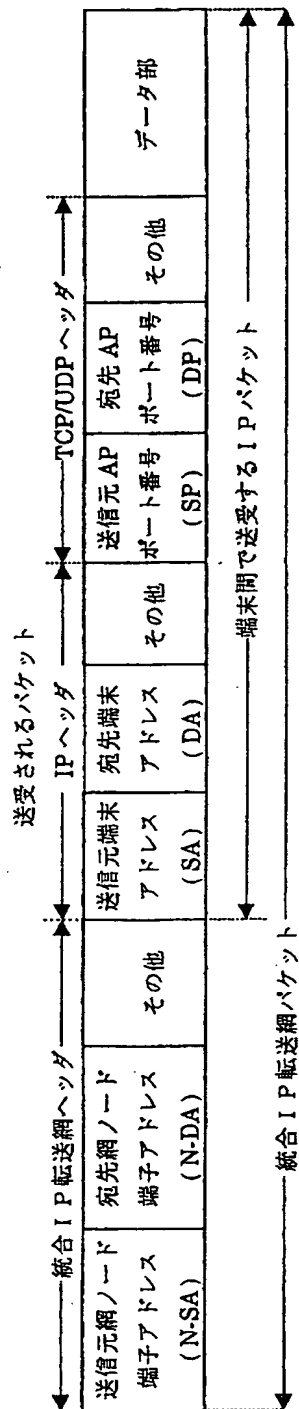 送受されるパケット
統合IP転送網ヘッダ
IPヘッダ
TCP/UDPヘッダ
送信元網ノード
端子アドレス
(N-SA)
宛先網ノード
端子アドレス
(N-DA)
その他
送信元端末
アドレス
(SA)
宛先端末
アドレス
(DA)
その他
送信元AP
ポート番号
(SP)
宛先AP
ポート番号
(DP)
その他
データ部
端末間で送受するIPパケット
統合IP転送網パケット